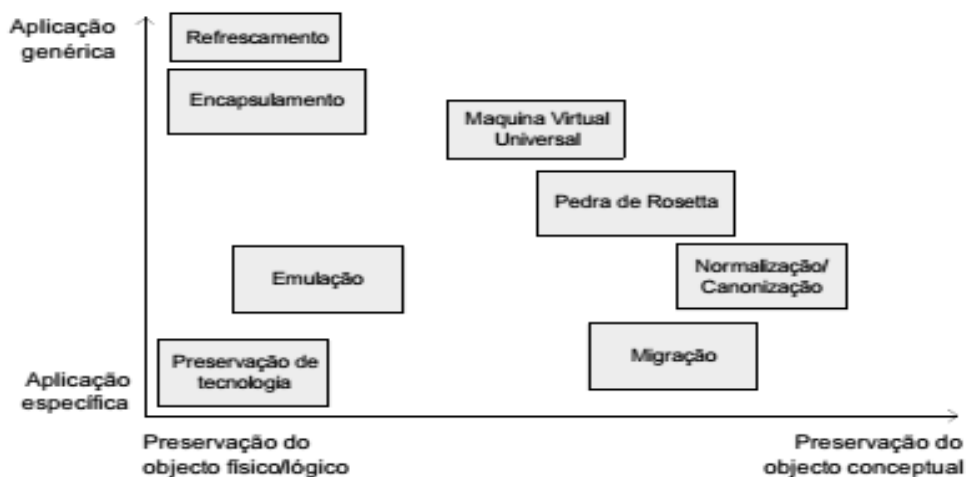 Aplicação
genérica
Refrescamento
Encapsulamento
Maquina Virtual
Universal
Pedra de Rosetta
Emulação
Normalização/
Canonização
Preservação de
tecnologia
Migração
Aplicação
específica
Preservação do
objecto físico/lógico
Preservação do
objecto conceptual